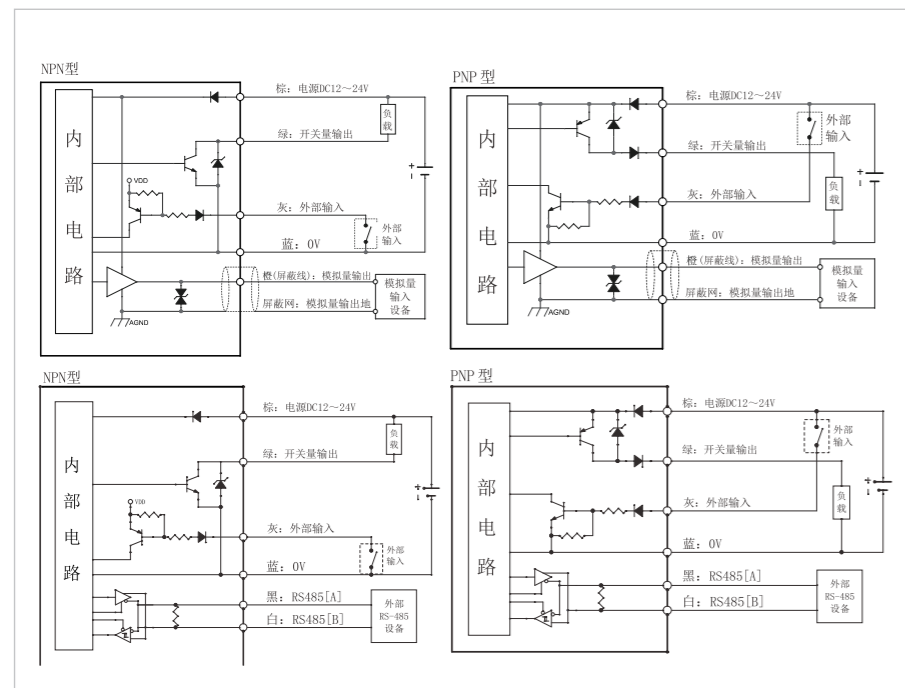 NPN型
内部电路
VDD
AGND
棕：电源DC12～24V
负载
绿：开关量输出
+
灰：外部输入
外部
输入
蓝：0V
橙(屏蔽线)：模拟量输出
屏蔽网：模拟量输出地
模拟量
输入
设备
PNP 型
内部电路
AGND
棕：电源DC12～24V
外部
输入
绿：开关量输出
负载
+
灰：外部输入
蓝：0V
橙(屏蔽线)：模拟量输出
屏蔽网：模拟量输出地
模拟量
输入
设备
NPN型
内部电路
VDD
棕：电源DC12～24V
负载
绿：开关量输出
+
灰：外部输入
外部
输入
蓝：0V
黑：RS485[A]
白：RS485[B]
外部
RS-485
设备
PNP 型
内部电路
棕：电源DC12～24V
外部
输入
绿：开关量输出
负载
+
灰：外部输入
蓝：0V
黑：RS485[A]
白：RS485[B]
外部
RS-485
设备